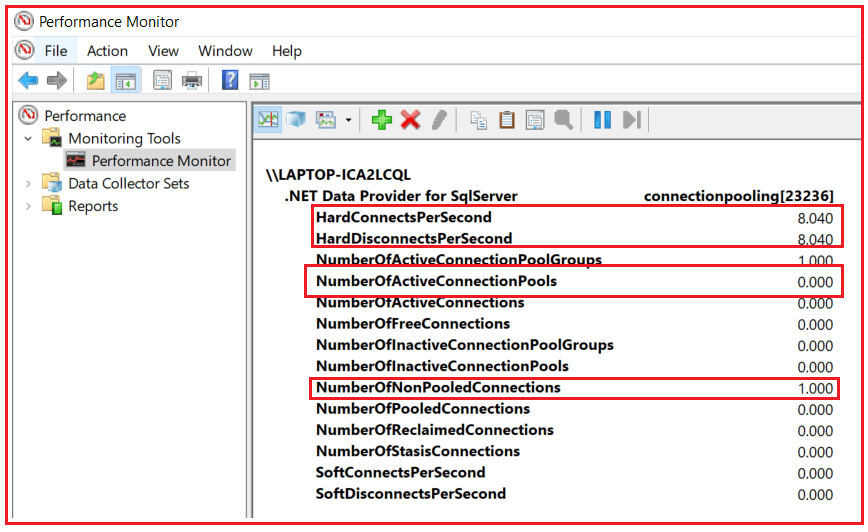 Performance Monitor
File Action View Window Help
Performance
Monitoring Tools
Performance Monitor
Data Collector Sets
Reports
\\LAPTOP-ICA2LCQL
.NET Data Provider for SqlServer connectionpooling[23236]
HardConnectsPerSecond 8.040
HardDisconnectsPerSecond 8.040
NumberOfActiveConnectionPoolGroups 1.000
NumberOfActiveConnectionPools 0.000
NumberOfActiveConnections 0.000
NumberOfFreeConnections 0.000
NumberOfInactiveConnectionPoolGroups 0.000
NumberOfInactiveConnectionPools 0.000
NumberOfNonPooledConnections 1.000
NumberOfPooledConnections 0.000
NumberOfReclaimedConnections 0.000
NumberOfStasisConnections 0.000
SoftConnectsPerSecond 0.000
SoftDisconnectsPerSecond 0.000